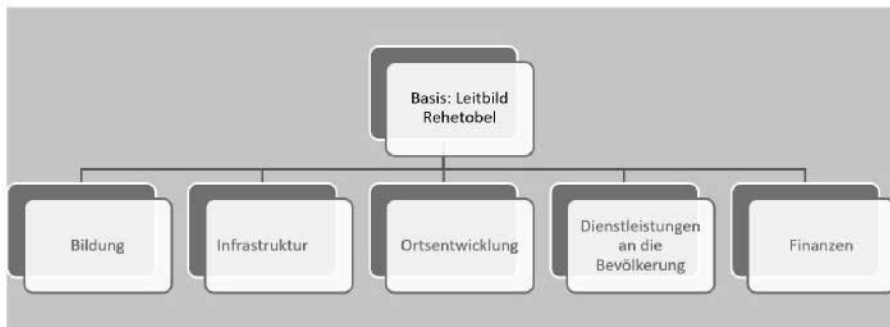 Basis: Leitbild
Rehetobel
Bildung
Infrastruktur
Ortsentwicklung
Dienstleistungen
an die
Bevölkerung
Finanzen